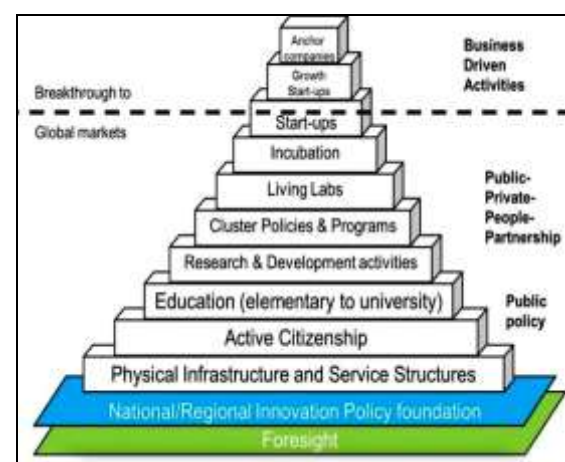 Anchor
companies
Growth
Start-ups
Business
Driven
Activities
Breakthrough to
Global markets
Start-ups
Incubation
Living Labs
Cluster Policies & Programs
Research & Development activities
Public-
Private-
People-
Partnership
Education (elementary to university)
Public
policy
Active Citizenship
Physical Infrastructure and Service Structures
National/Regional Innovation Policy foundation
Foresight